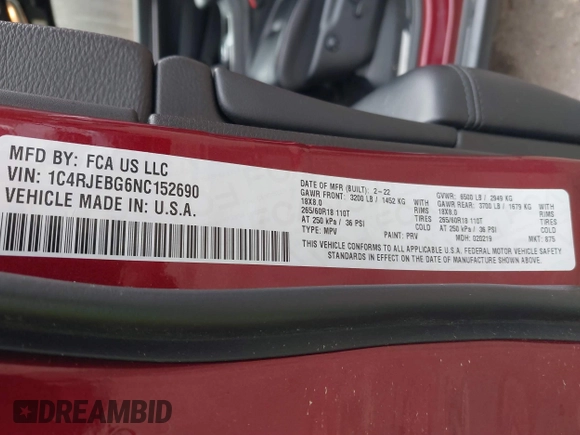 MFD BY: FCA US LLC
VIN: 1C4RJEBG6NC152690
VEHICLE MADE IN: U.S.A.
DATE OF MFR (BUILT): 2-22 GVWR: 6500 LB / 2949 KG
GAWR FRONT: 3200 LB / 1452 KG GAWR REAR: 3700 LB / 1679 KG
18X8.0 RIMS 18X8.0 RIMS
265/60R18 110T TIRES 265/60R18 110T TIRES
AT 250 kPa / 36 PSI COLD AT 250 kPa / 36 PSI COLD
TYPE: MPV PAINT: PRV MDH: 020219 MKT: 875
THIS VEHICLE CONFORMS TO ALL APPLICABLE U.S.A. FEDERAL MOTOR VEHICLE SAFETY
STANDARDS IN EFFECT ON THE DATE OF MANUFACTURE SHOWN ABOVE.
DREAMBID